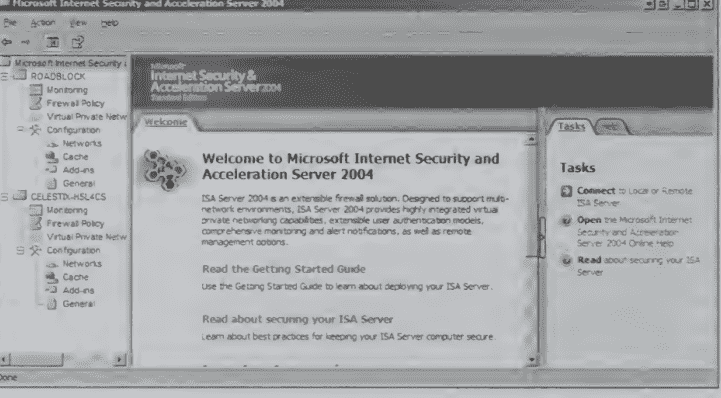 Microsoft Internet Security and Acceleration Server 2004
File Action View Help
Microsoft Internet Security
ROADBLOCK
Monitoring
Firewall Policy
Virtual Private Netw
Configuration
Networks
Cache
Add-ins
General
CELESTIX-MSL4CS
Monitoring
Firewall Policy
Virtual Private Netw
Configuration
Networks
Cache
Add-ins
General
Done
Microsoft
Internet Security &
Acceleration Server 2004
Standard Edition
Welcome
Welcome to Microsoft Internet Security and
Acceleration Server 2004
ISA Server 2004 is an extensible firewall solution. Designed to support multi-
network environments, ISA Server 2004 provides highly integrated virtual
private networking capabilities, extensible user authentication models,
comprehensive monitoring and alert notifications, as well as remote
management options.
Read the Getting Started Guide
Use the Getting Started Guide to learn about deploying your ISA Server.
Read about securing your ISA Server
Learn about best practices for keeping your ISA Server computer secure.
Tasks Help
Tasks
Connect to Local or Remote
ISA Server
Open the Microsoft Internet
Security and Acceleration
Server 2004 Online Help
Read about securing your ISA
Server